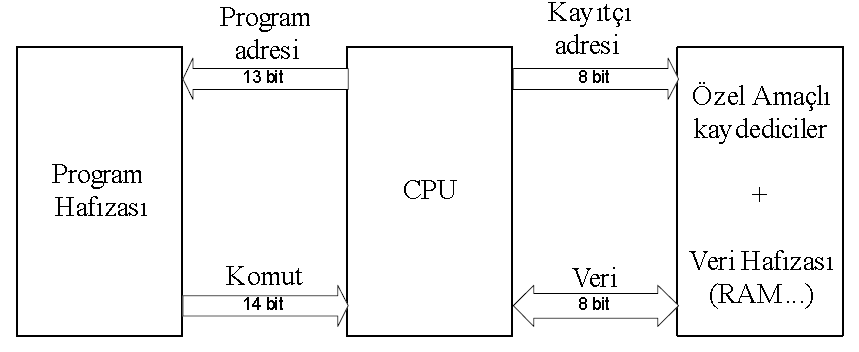 Program
adresi
13 bit
Kayıtçı
adresi
8 bit
Program
Hafızası
CPU
Özel Amaçlı
kaydediciler
+
Veri Hafızası
(RAM...)
Komut
14 bit
Veri
8 bit